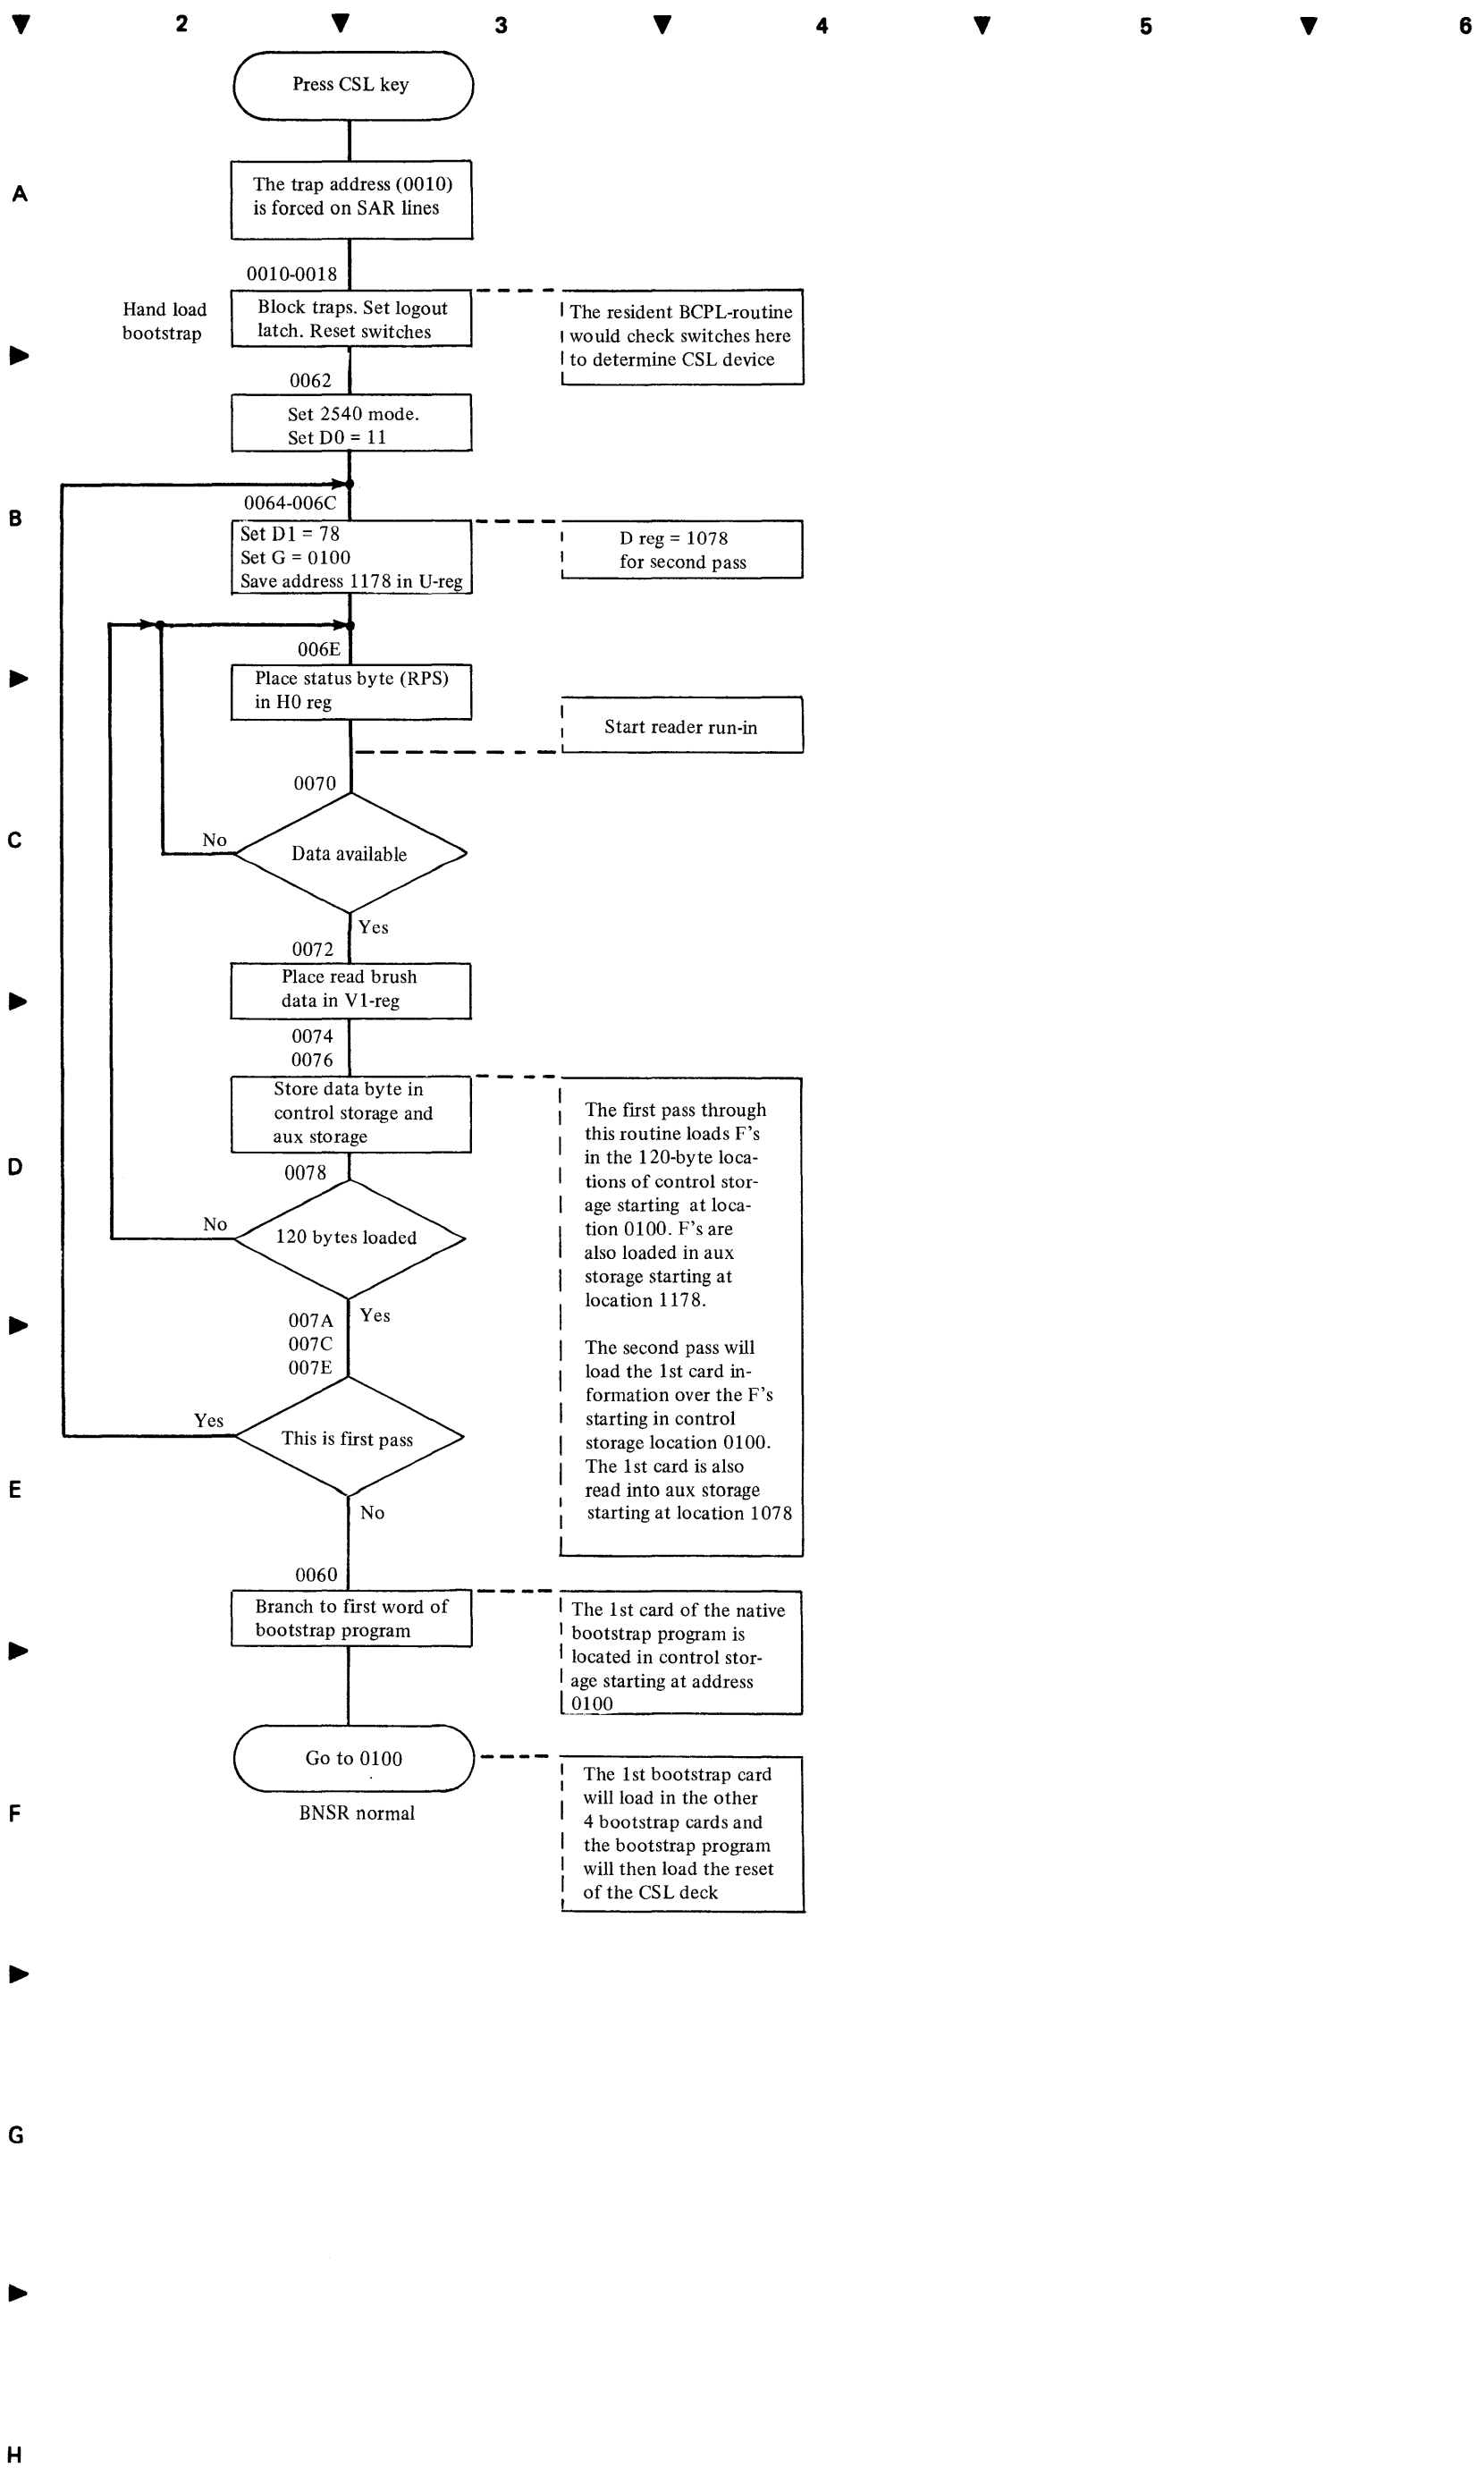 2 3 4 5 6
Press CSL key
A
The trap address (0010)
is forced on SAR lines
0010-0018
Hand load
bootstrap
Block traps. Set logout
latch. Reset switches
The resident BCPL-routine
would check switches here
to determine CSL device
0062
Set 2540 mode.
Set D0 = 11
B
0064-006C
Set D1 = 78
Set G = 0100
Save address 1178 in U-reg
D reg = 1078
for second pass
006E
Place status byte (RPS)
in H0 reg
Start reader run-in
0070
C
No
Data available
Yes
0072
Place read brush
data in V1-reg
0074
0076
Store data byte in
control storage and
aux storage
The first pass through
this routine loads F's
in the 120-byte loca-
tions of control stor-
age starting at loca-
tion 0100. F's are
also loaded in aux
storage starting at
location 1178.
The second pass will
load the 1st card in-
formation over the F's
starting in control
storage location 0100.
The 1st card is also
read into aux storage
starting at location 1078
D
0078
No
120 bytes loaded
Yes
007A
007C
007E
Yes
This is first pass
E
No
0060
Branch to first word of
bootstrap program
The 1st card of the native
bootstrap program is
located in control stor-
age starting at address
0100
Go to 0100
BNSR normal
The 1st bootstrap card
will load in the other
4 bootstrap cards and
the bootstrap program
will then load the reset
of the CSL deck
F
G
H